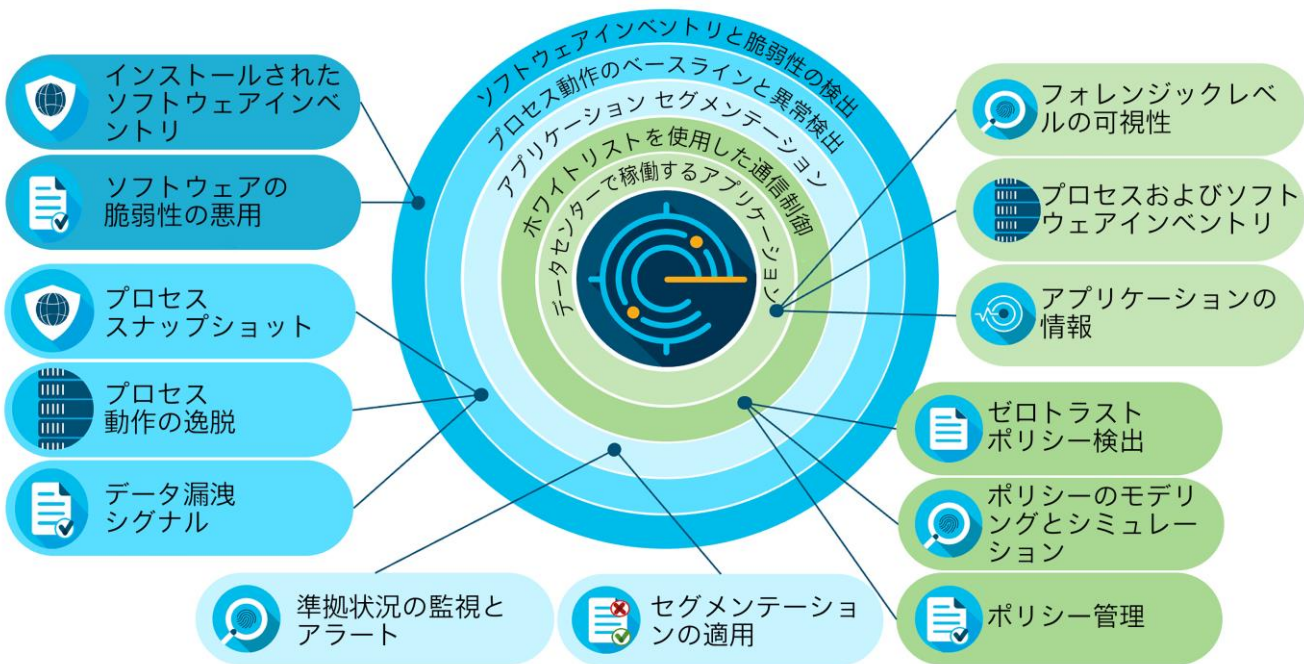 ソフトウェアインベントリと脆弱性の検出
プロセス動作のベースラインと異常検出
アプリケーション セグメンテーション
ホワイトリストを使用した通信制御
データセンターで稼働するアプリケーション
インストールされた
ソフトウェアインベ
ントリ
ソフトウェアの
脆弱性の悪用
プロセス
スナップショット
プロセス
動作の逸脱
データ漏洩
シグナル
準拠状況の監視と
アラート
セグメンテーショ
ンの適用
フォレンジックレベ
ルの可視性
プロセスおよびソフト
ウェアインベントリ
アプリケーションの
情報
ゼロトラスト
ポリシー検出
ポリシーのモデリ
ングとシミュレー
ション
ポリシー管理